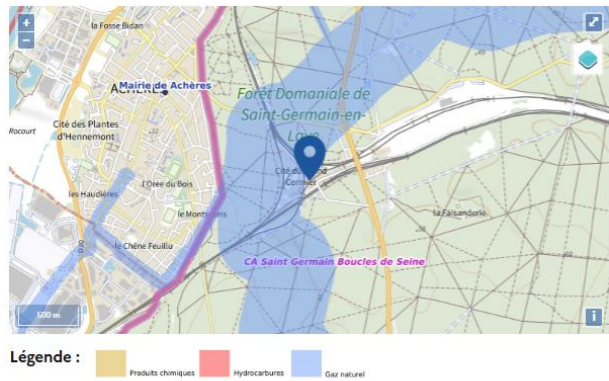 +
−
la Fosse Bidan
ACHÈRES
Mairie de Achères
Forêt Domaniale de
Saint-Germain-en-
Laye
Rocourt
Cité des Plantes
d'Hennemont
l'Orée du Bois
les Haudières
le Chêne Feuillu
la Faisanderie
D30
CA Saint Germain Boucles de Seine
500 m
i
Légende :
Produits chimiques
Hydrocarbures
Gaz naturel